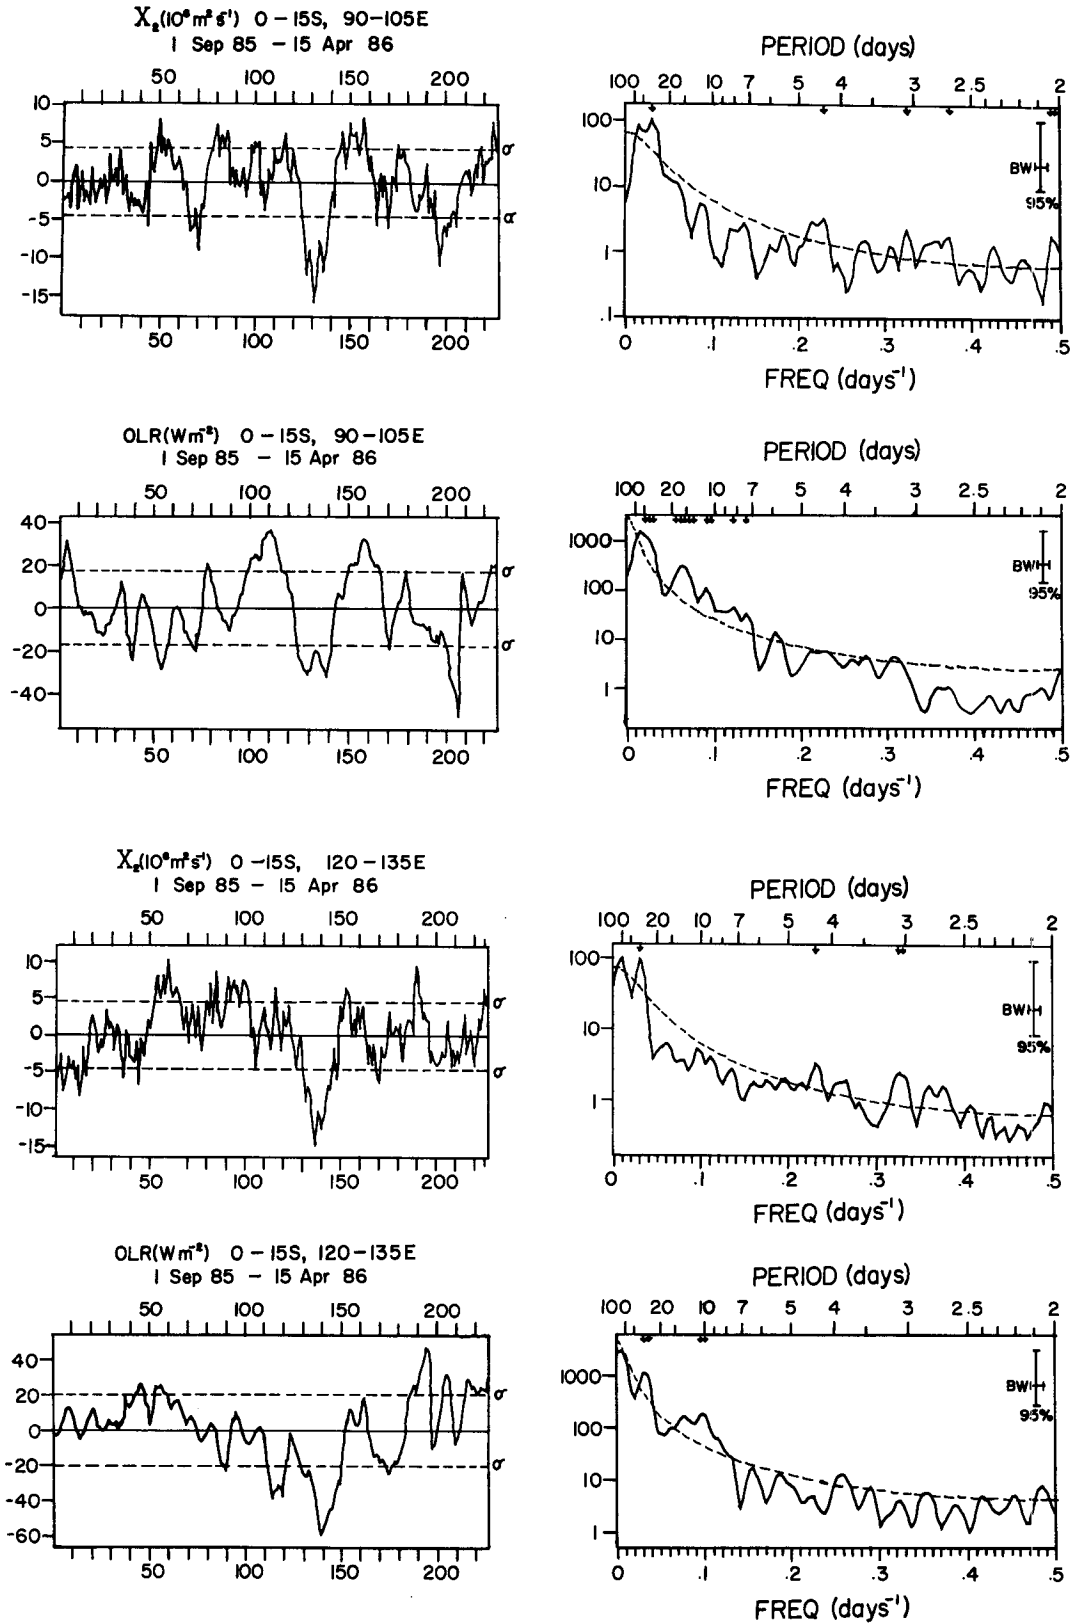 X₂(10⁶m²s⁻¹) 0 – 15S, 90–105E
1 Sep 85 – 15 Apr 86
50 100 150 200
10
5
0
-5
-10
-15
σ
σ
50 100 150 200
PERIOD (days)
100 20 10 7 5 4 3 2.5 2
100
10
1
.1
BW
95%
0 .1 .2 .3 .4 .5
FREQ (days⁻¹)
OLR(Wm⁻²) 0 – 15S, 90–105E
1 Sep 85 – 15 Apr 86
50 100 150 200
40
20
0
-20
-40
σ
σ
50 100 150 200
PERIOD (days)
100 20 10 7 5 4 3 2.5 2
1000
100
10
1
BW
95%
0 .1 .2 .3 .4 .5
FREQ (days⁻¹)
X₂(10⁶m²s⁻¹) 0 –15S, 120–135E
1 Sep 85 – 15 Apr 86
50 100 150 200
10
5
0
-5
-10
-15
σ
σ
50 100 150 200
PERIOD (days)
100 20 10 7 5 4 3 2.5 2
100
10
1
BW
95%
0 .1 .2 .3 .4 .5
FREQ (days⁻¹)
OLR(Wm⁻²) 0 – 15S, 120–135E
1 Sep 85 – 15 Apr 86
50 100 150 200
40
20
0
-20
-40
-60
σ
σ
50 100 150 200
PERIOD (days)
100 20 10 7 5 4 3 2.5 2
1000
100
10
1
BW
95%
0 .1 .2 .3 .4 .5
FREQ (days⁻¹)